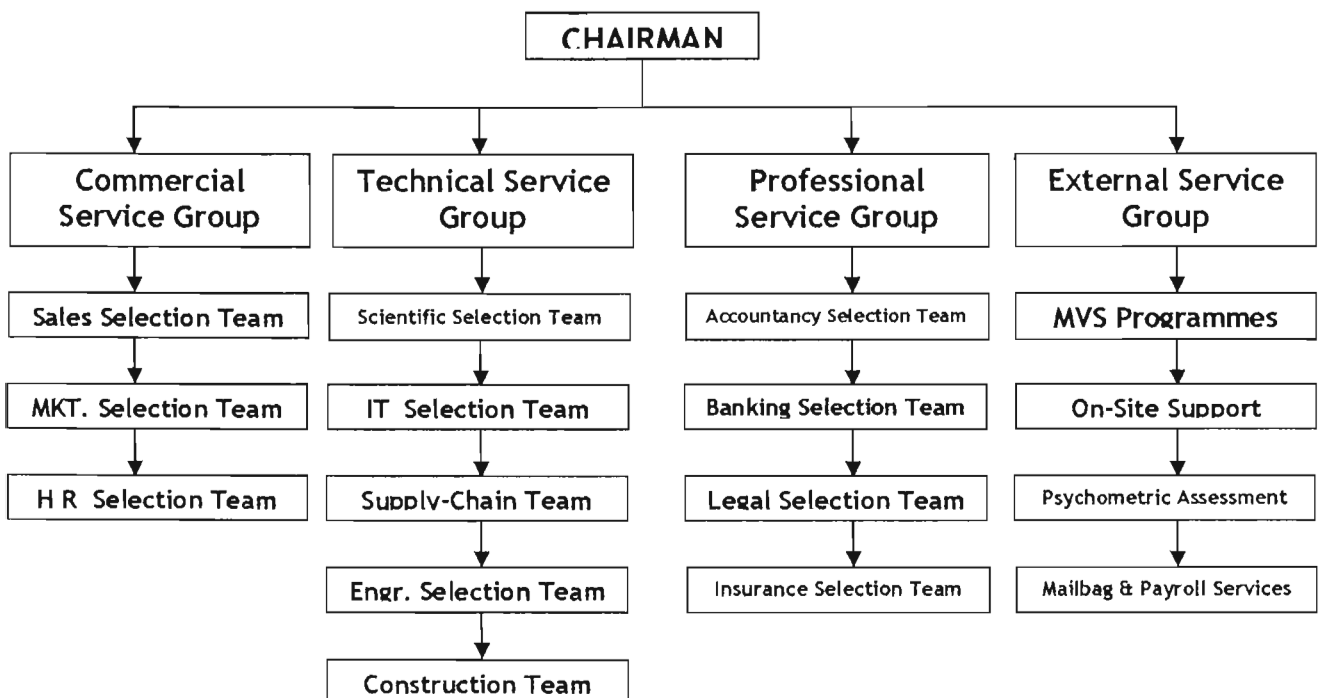 CHAIRMAN
Commercial
Service Group
Sales Selection Team
MKT. Selection Team
H R Selection Team
Technical Service
Group
Scientific Selection Team
IT Selection Team
Supply-Chain Team
Engr. Selection Team
Construction Team
Professional
Service Group
Accountancy Selection Team
Banking Selection Team
Legal Selection Team
Insurance Selection Team
External Service
Group
MVS Programmes
On-Site Support
Psychometric Assessment
Mailbag & Payroll Services